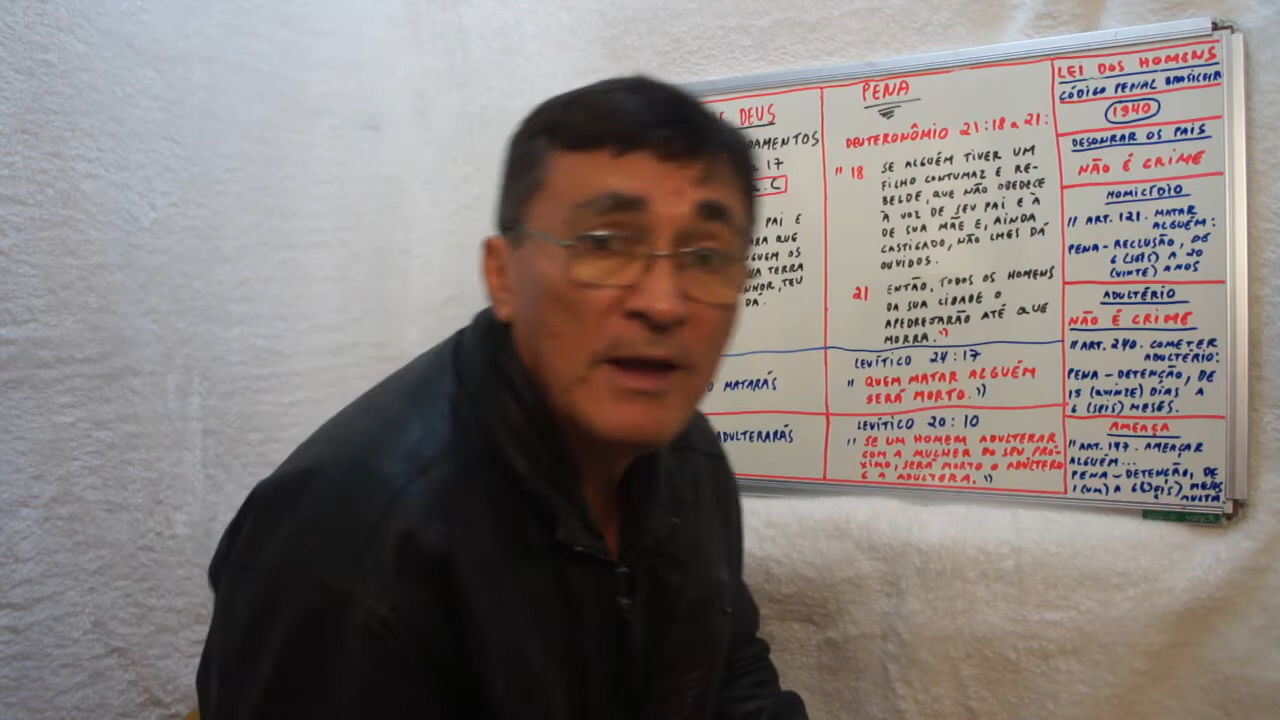 DEUS
DAMENTOS
17
PAI E
RA QUE
GUEM OS
NA TERRA
NHOR, TEU
DÁ.
O MATARÁS
ADULTERARÁS
PENA
DEUTERONÔMIO 21:18 a 21:
" 18 SE ALGUÉM TIVER UM
FILHO CONTUMAZ E RE-
BELDE, QUE NÃO OBEDECE
À VOZ DE SEU PAI E À
DE SUA MÃE E, AINDA
CASTIGADO, NÃO LHES DÁ
OUVIDOS.
21 ENTÃO, TODOS OS HOMENS
DA SUA CIDADE O
APEDREJARÃO ATÉ QUE
MORRA."
LEVÍTICO 24:17
" QUEM MATAR ALGUÉM
SERÁ MORTO. "
LEVÍTICO 20:10
" SE UM HOMEM ADULTERAR
COM A MULHER DO SEU PRÓ-
XIMO, SERÁ MORTO O ADÚLTERO
E A ADÚLTERA. "
LEI DOS HOMENS
CÓDIGO PENAL BRASILEIR
1940
DESONRAR OS PAIS
NÃO É CRIME
HOMICÍDIO
" ART. 121. MATAR
ALGUÉM:
PENA - RECLUSÃO, DE
6 (SEIS) A 20
(VINTE) ANOS
ADULTÉRIO
NÃO É CRIME
" ART. 240. COMETER
ADULTÉRIO:
PENA - DETENÇÃO, DE
15 (QUINZE) DIAS A
6 (SEIS) MESES.
AMEAÇA
" ART. 147. AMEAÇAR
ALGUÉM...
PENA - DETENÇÃO, DE
1 (UM) A 6 (SEIS) MESES
MULTA